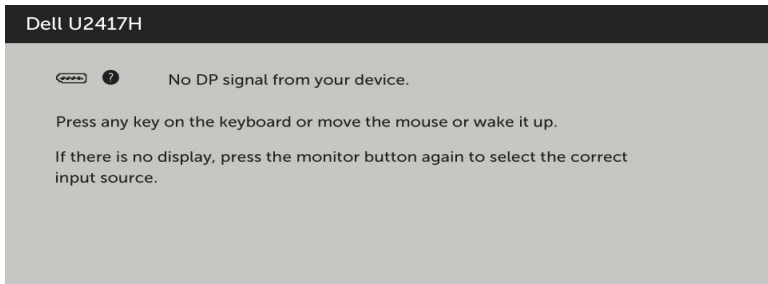 Dell U2417H
No DP signal from your device.
Press any key on the keyboard or move the mouse or wake it up.
If there is no display, press the monitor button again to select the correct
input source.